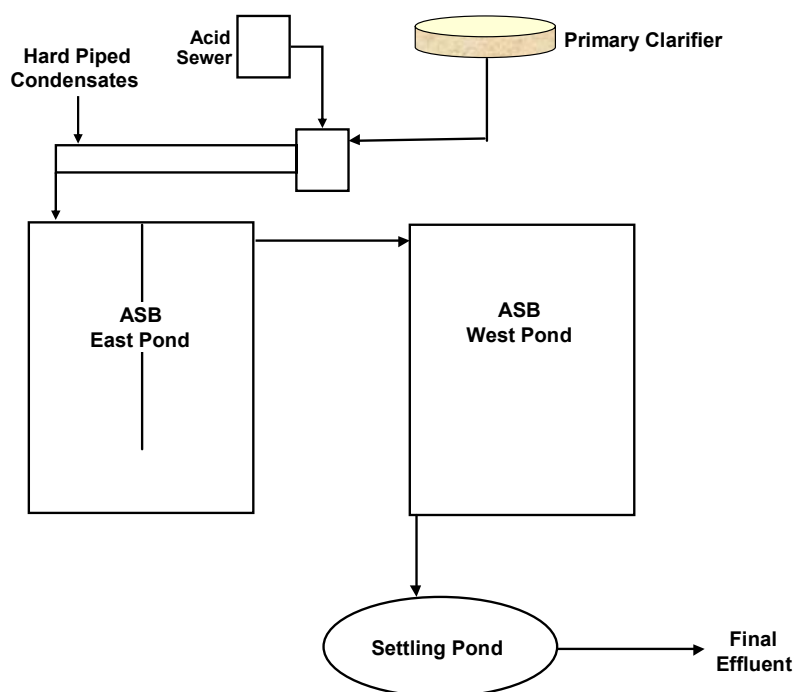 Acid
Sewer
Primary Clarifier
Hard Piped
Condensates
ASB
East Pond
ASB
West Pond
Settling Pond
Final
Effluent